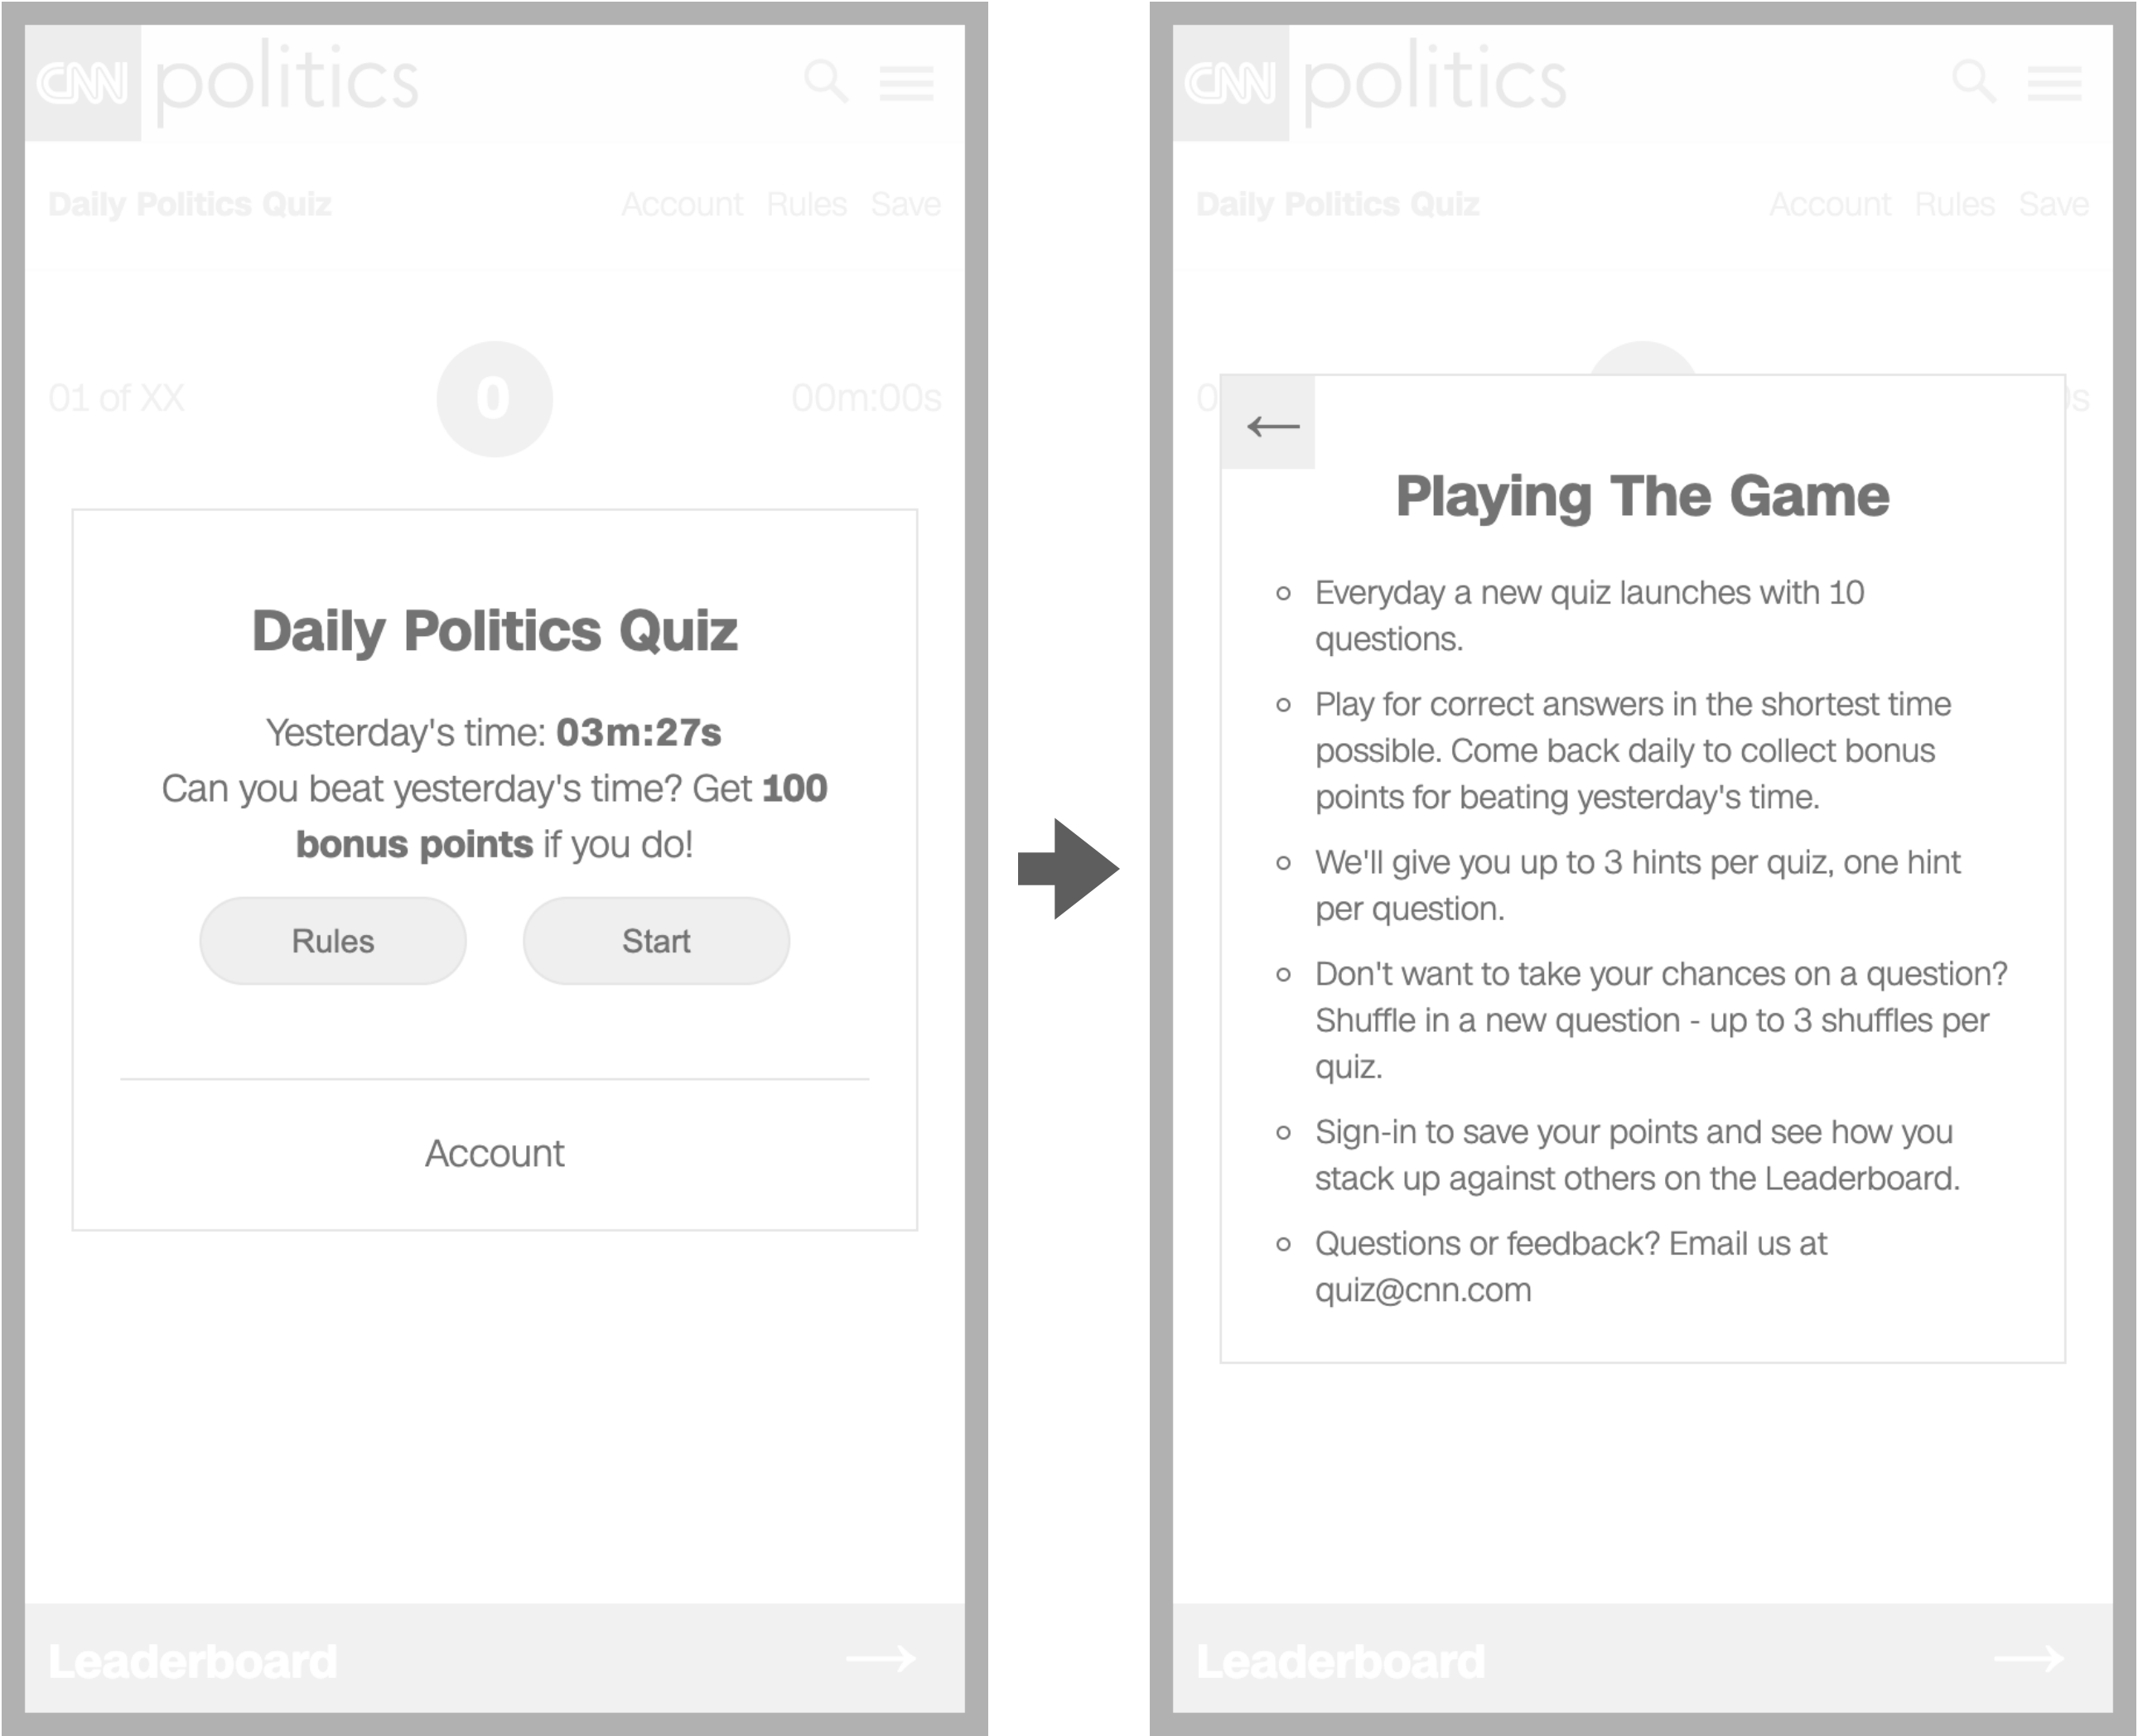 CNN politics
Daily Politics Quiz Account Rules Save
01 of XX 0 00m:00s
Daily Politics Quiz
Yesterday's time: 03m:27s
Can you beat yesterday's time? Get 100
bonus points if you do!
Rules Start
Account
Leaderboard
CNN politics
Daily Politics Quiz Account Rules Save
0 s
Playing The Game
Everyday a new quiz launches with 10
questions.
Play for correct answers in the shortest time
possible. Come back daily to collect bonus
points for beating yesterday's time.
We'll give you up to 3 hints per quiz, one hint
per question.
Don't want to take your chances on a question?
Shuffle in a new question - up to 3 shuffles per
quiz.
Sign-in to save your points and see how you
stack up against others on the Leaderboard.
Questions or feedback? Email us at
quiz@cnn.com
Leaderboard